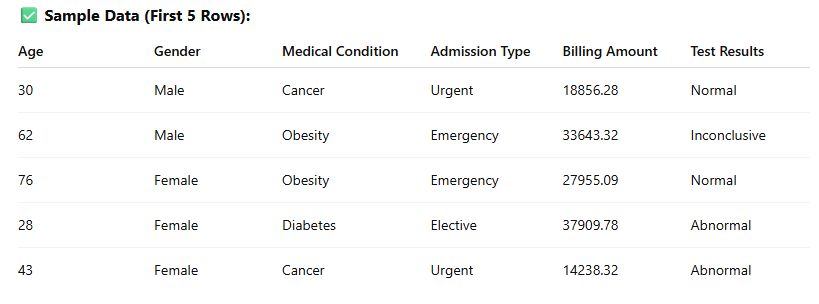 ✅ Sample Data (First 5 Rows):
Age Gender Medical Condition Admission Type Billing Amount Test Results
30 Male Cancer Urgent 18856.28 Normal
62 Male Obesity Emergency 33643.32 Inconclusive
76 Female Obesity Emergency 27955.09 Normal
28 Female Diabetes Elective 37909.78 Abnormal
43 Female Cancer Urgent 14238.32 Abnormal